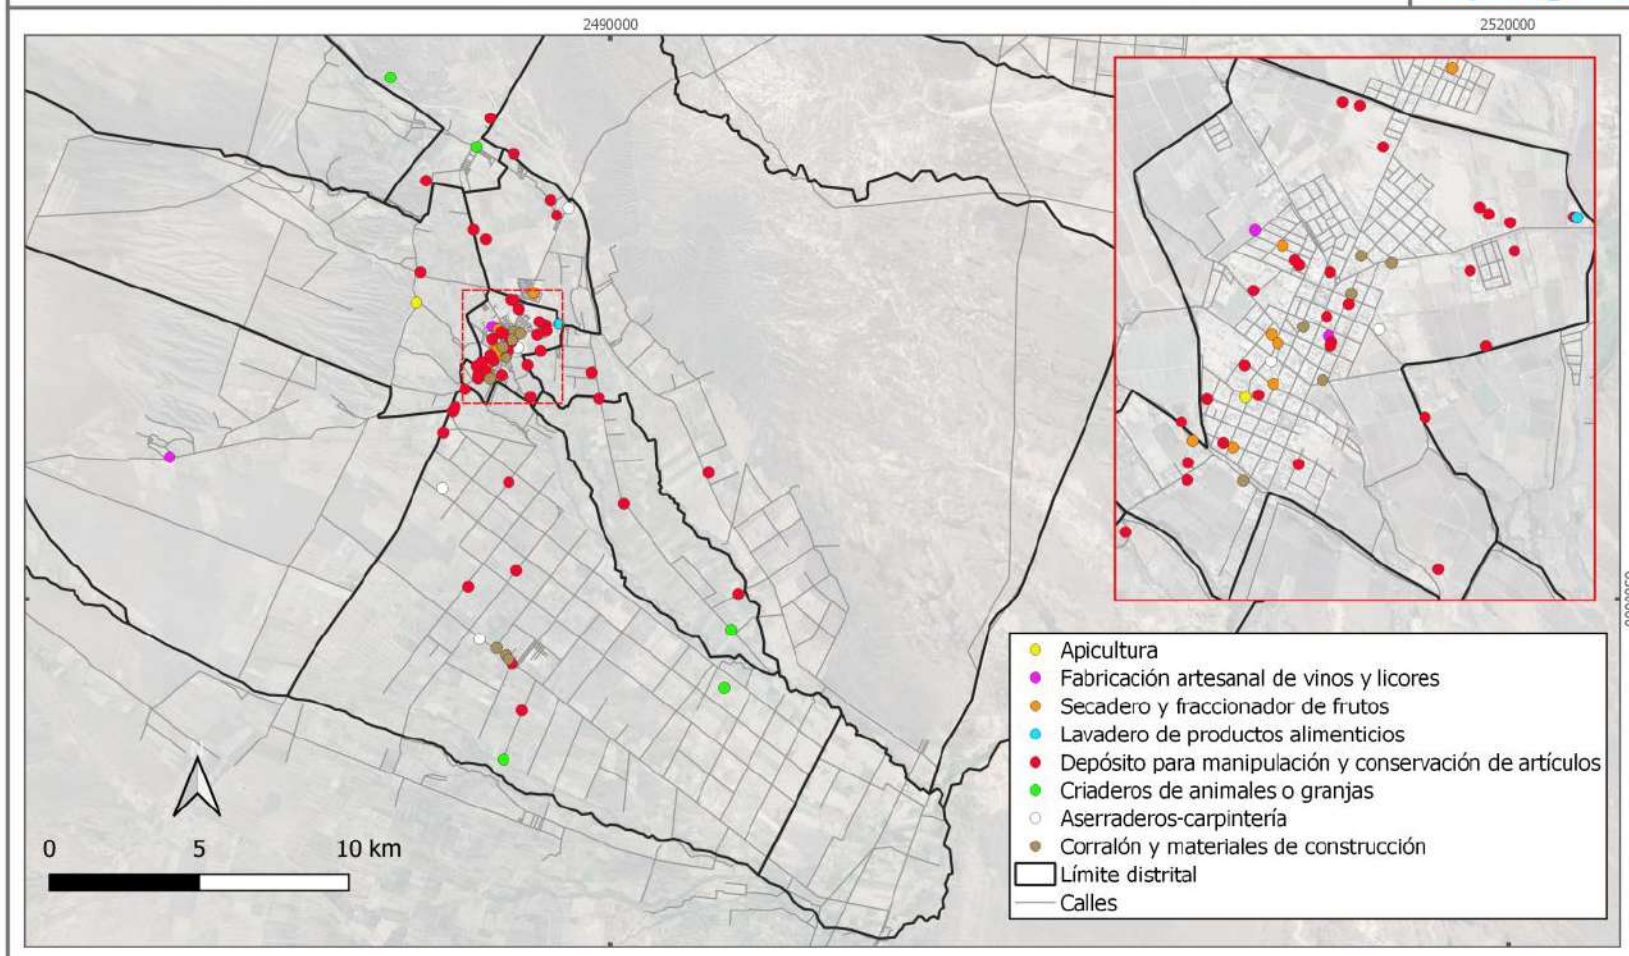 2490000
2520000
Apicultura
Fabricación artesanal de vinos y licores
Secadero y fraccionador de frutos
Lavadero de productos alimenticios
Depósito para manipulación y conservación de artículos
Criaderos de animales o granjas
Aserraderos-carpintería
Corralón y materiales de construcción
Límite distrital
Calles
N
0 5 10 km